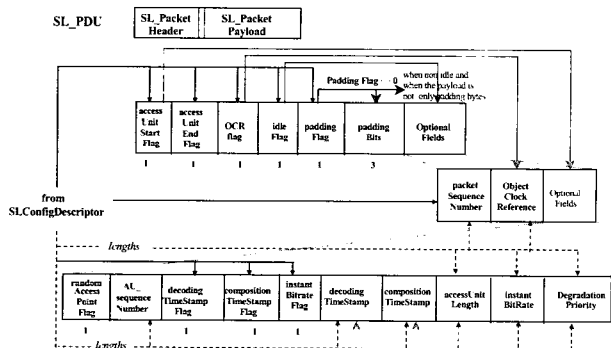 SL_PDU
SL_Packet Header
SL_Packet Payload
Padding Flag
0
when non idle and
when the payload is
not only padding bytes
access Unit Start Flag
access Unit End Flag
OCR flag
idle Flag
padding Flag
padding Bits
Optional Fields
1 1 1 1 1 3
packet Sequence Number
Object Clock Reference
Optional Fields
from
SLConfigDescriptor
lengths
random Access Point Flag
AU_ sequence Number
decoding TimeStamp Flag
composition TimeStamp Flag
instant Bitrate Flag
decoding TimeStamp
composition TimeStamp
accessUnit Length
instant BitRate
Degradation Priority
1 1 1 1
lengths